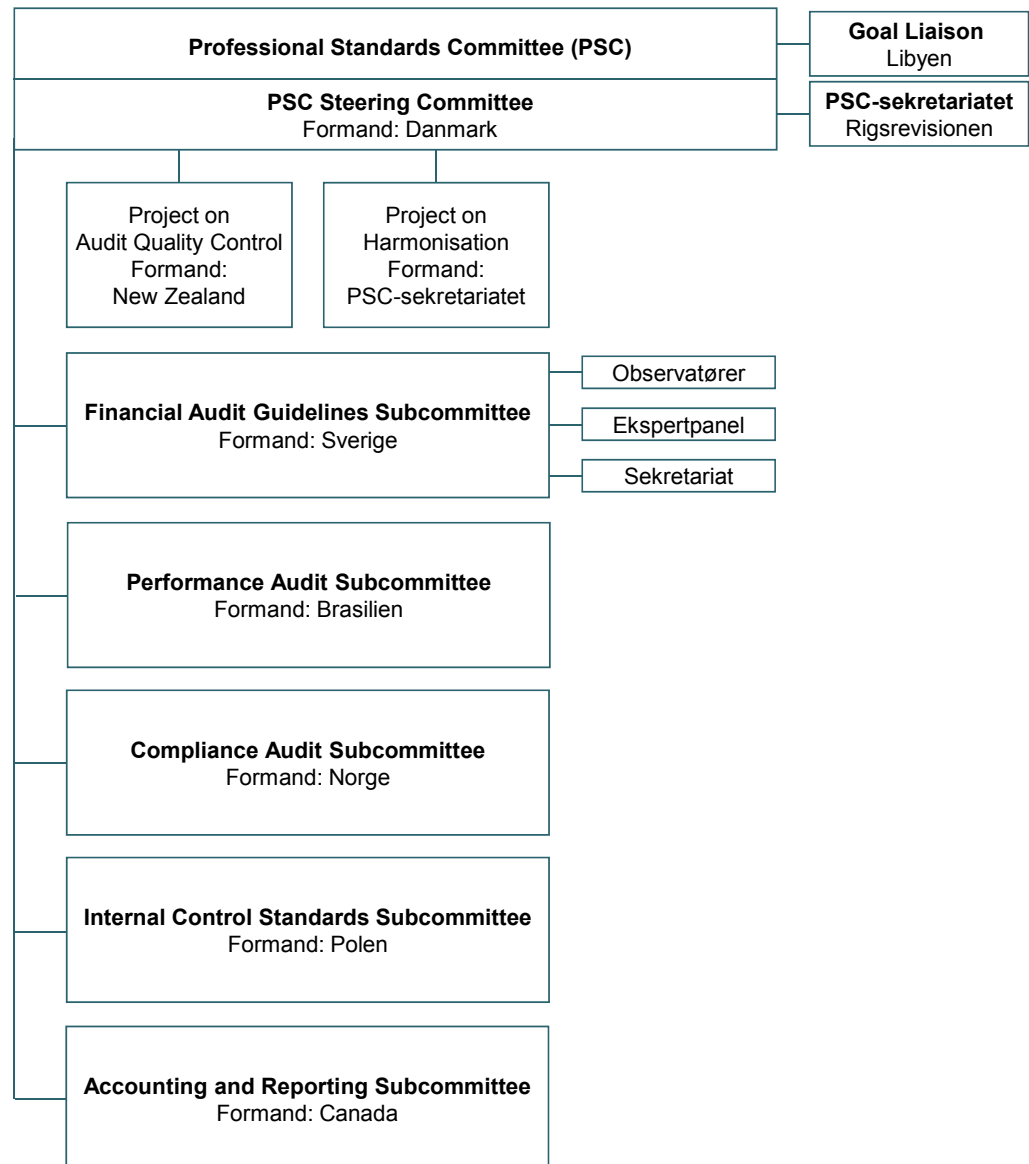 Professional Standards Committee (PSC)
Goal Liaison
Libyen
PSC Steering Committee
Formand: Danmark
PSC-sekretariatet
Rigsrevisionen
Project on
Audit Quality Control
Formand:
New Zealand
Project on
Harmonisation
Formand:
PSC-sekretariatet
Financial Audit Guidelines Subcommittee
Formand: Sverige
Observatører
Ekspertpanel
Sekretariat
Performance Audit Subcommittee
Formand: Brasilien
Compliance Audit Subcommittee
Formand: Norge
Internal Control Standards Subcommittee
Formand: Polen
Accounting and Reporting Subcommittee
Formand: Canada